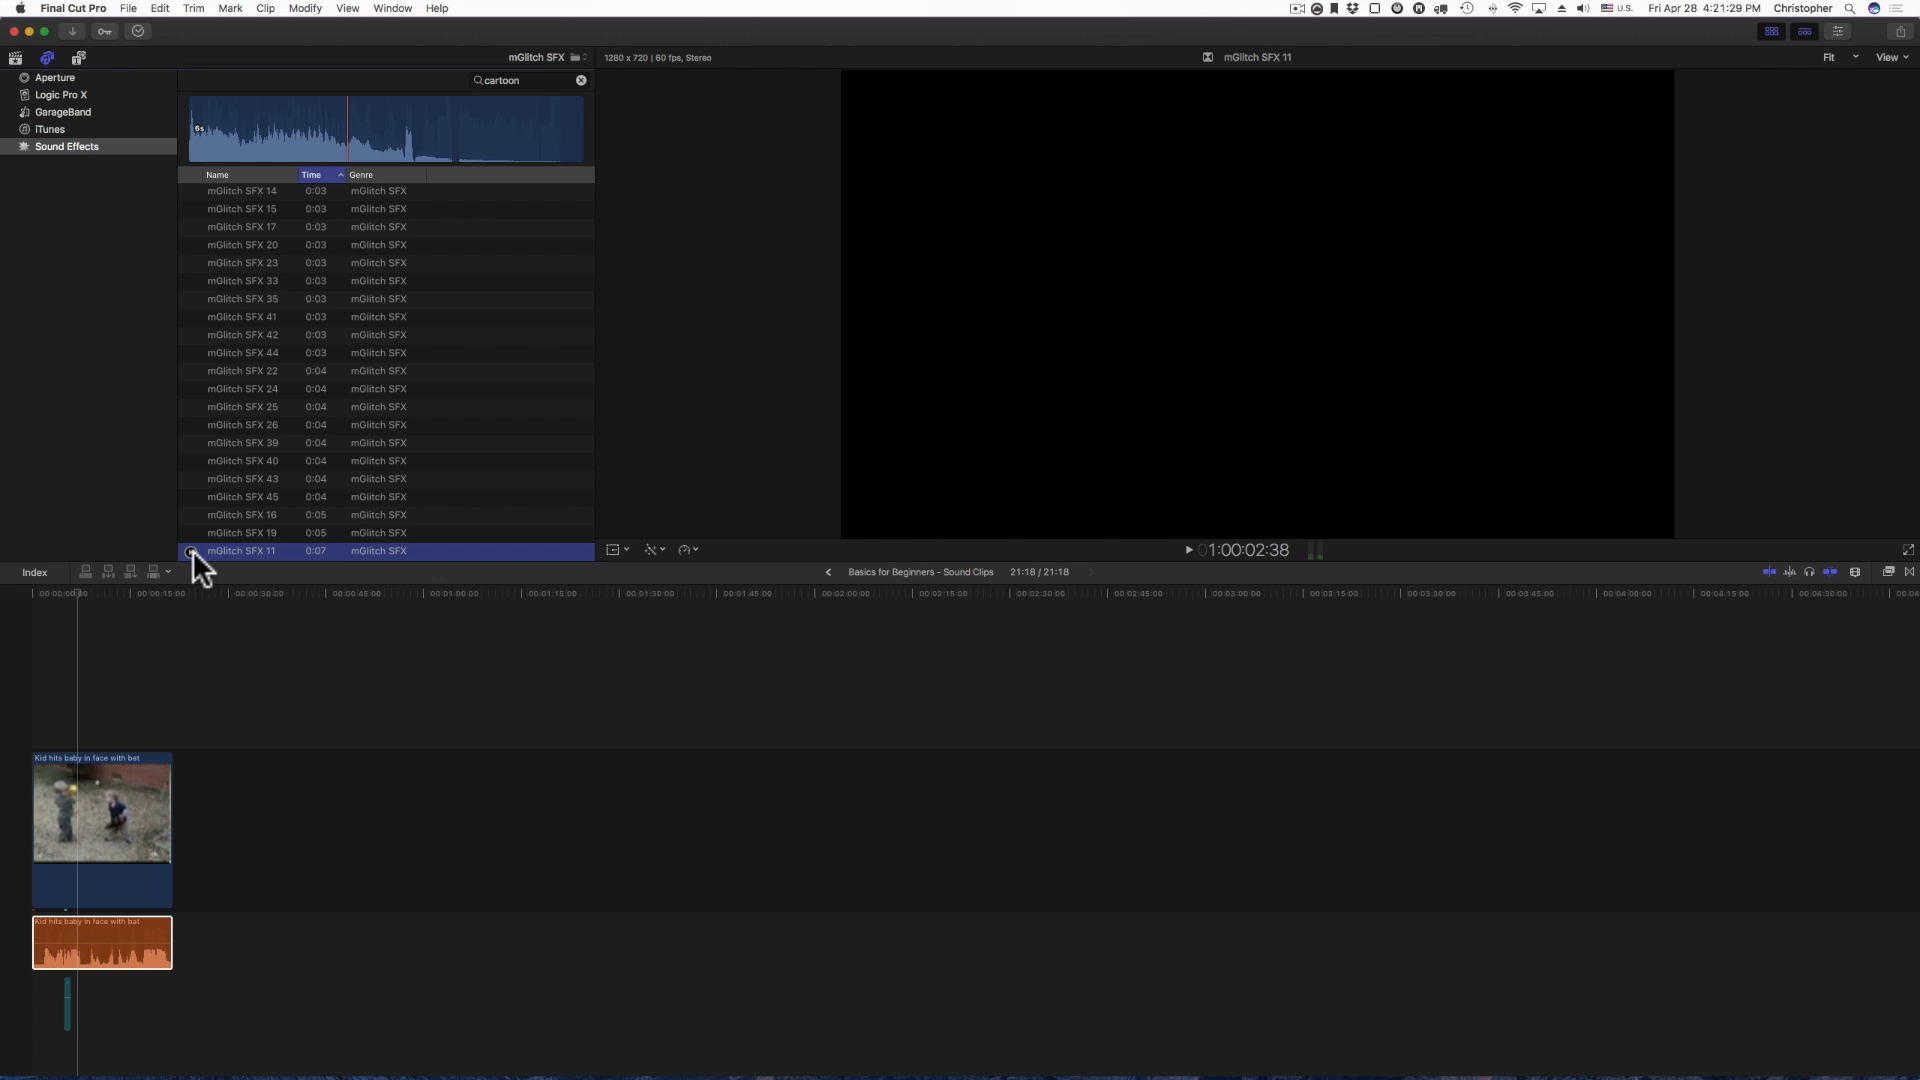 Final Cut Pro File Edit Trim Mark Clip Modify View Window Help U.S. Fri Apr 28 4:21:29 PM Christopher
mGlitch SFX 1280 x 720 | 60 fps, Stereo mGlitch SFX 11 Fit View
Aperture
Logic Pro X
GarageBand
iTunes
Sound Effects
cartoon
6s
Name Time Genre
mGlitch SFX 14 0:03 mGlitch SFX
mGlitch SFX 15 0:03 mGlitch SFX
mGlitch SFX 17 0:03 mGlitch SFX
mGlitch SFX 20 0:03 mGlitch SFX
mGlitch SFX 23 0:03 mGlitch SFX
mGlitch SFX 33 0:03 mGlitch SFX
mGlitch SFX 35 0:03 mGlitch SFX
mGlitch SFX 41 0:03 mGlitch SFX
mGlitch SFX 42 0:03 mGlitch SFX
mGlitch SFX 44 0:03 mGlitch SFX
mGlitch SFX 22 0:04 mGlitch SFX
mGlitch SFX 24 0:04 mGlitch SFX
mGlitch SFX 25 0:04 mGlitch SFX
mGlitch SFX 26 0:04 mGlitch SFX
mGlitch SFX 39 0:04 mGlitch SFX
mGlitch SFX 40 0:04 mGlitch SFX
mGlitch SFX 43 0:04 mGlitch SFX
mGlitch SFX 45 0:04 mGlitch SFX
mGlitch SFX 16 0:05 mGlitch SFX
mGlitch SFX 19 0:05 mGlitch SFX
mGlitch SFX 11 0:07 mGlitch SFX
01:00:02:38
Index Basics for Beginners - Sound Clips 21:18 / 21:18
00:00:00:00 00:00:15:00 00:00:30:00 00:00:45:00 00:01:00:00 00:01:15:00 00:01:30:00 00:01:45:00 00:02:00:00 00:02:15:00 00:02:30:00 00:02:45:00 00:03:00:00 00:03:15:00 00:03:30:00 00:03:45:00 00:04:00:00 00:04:15:00 00:04:30:00 00:04
Kid hits baby in face with bat
Kid hits baby in face with bat